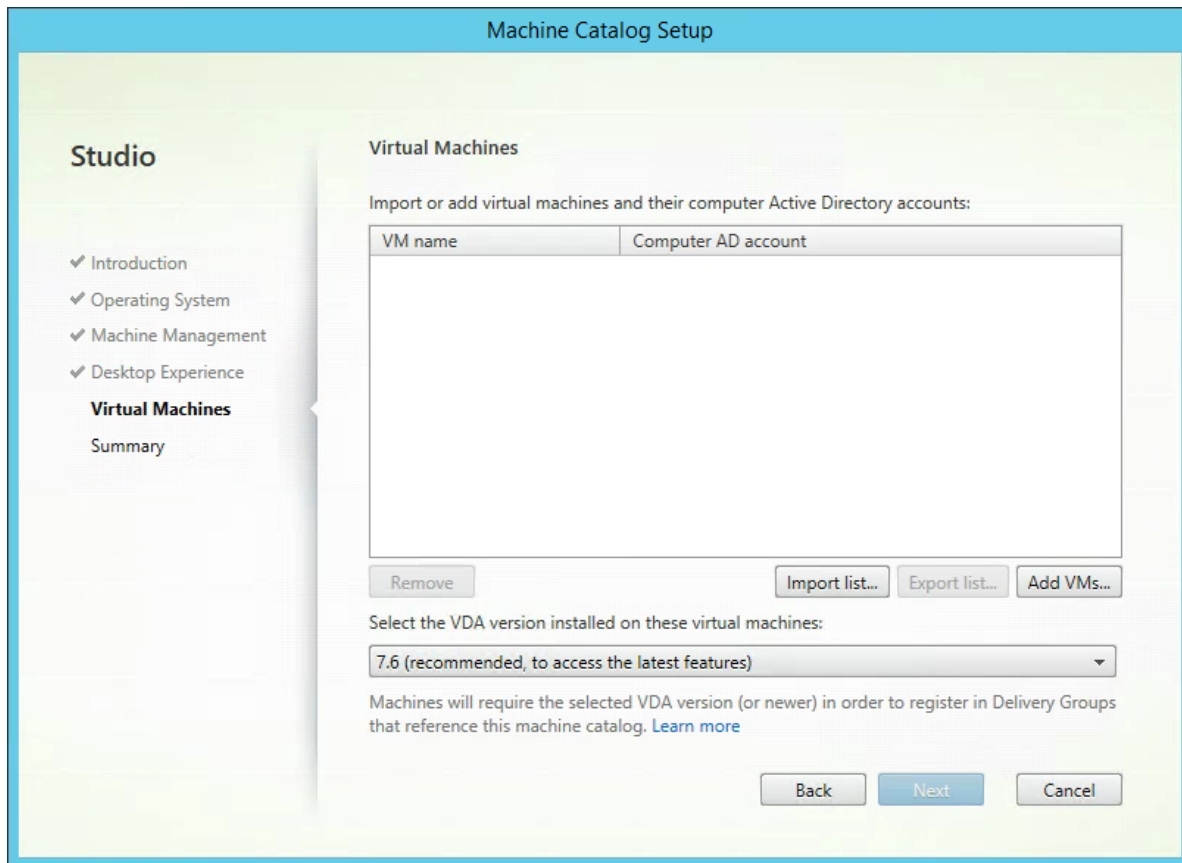 Machine Catalog Setup
Studio
Introduction
Operating System
Machine Management
Desktop Experience
Virtual Machines
Summary
Virtual Machines
Import or add virtual machines and their computer Active Directory accounts:
VM name
Computer AD account
Remove
Import list...
Export list...
Add VMs...
Select the VDA version installed on these virtual machines:
7.6 (recommended, to access the latest features)
Machines will require the selected VDA version (or newer) in order to register in Delivery Groups
that reference this machine catalog. Learn more
Back
Next
Cancel